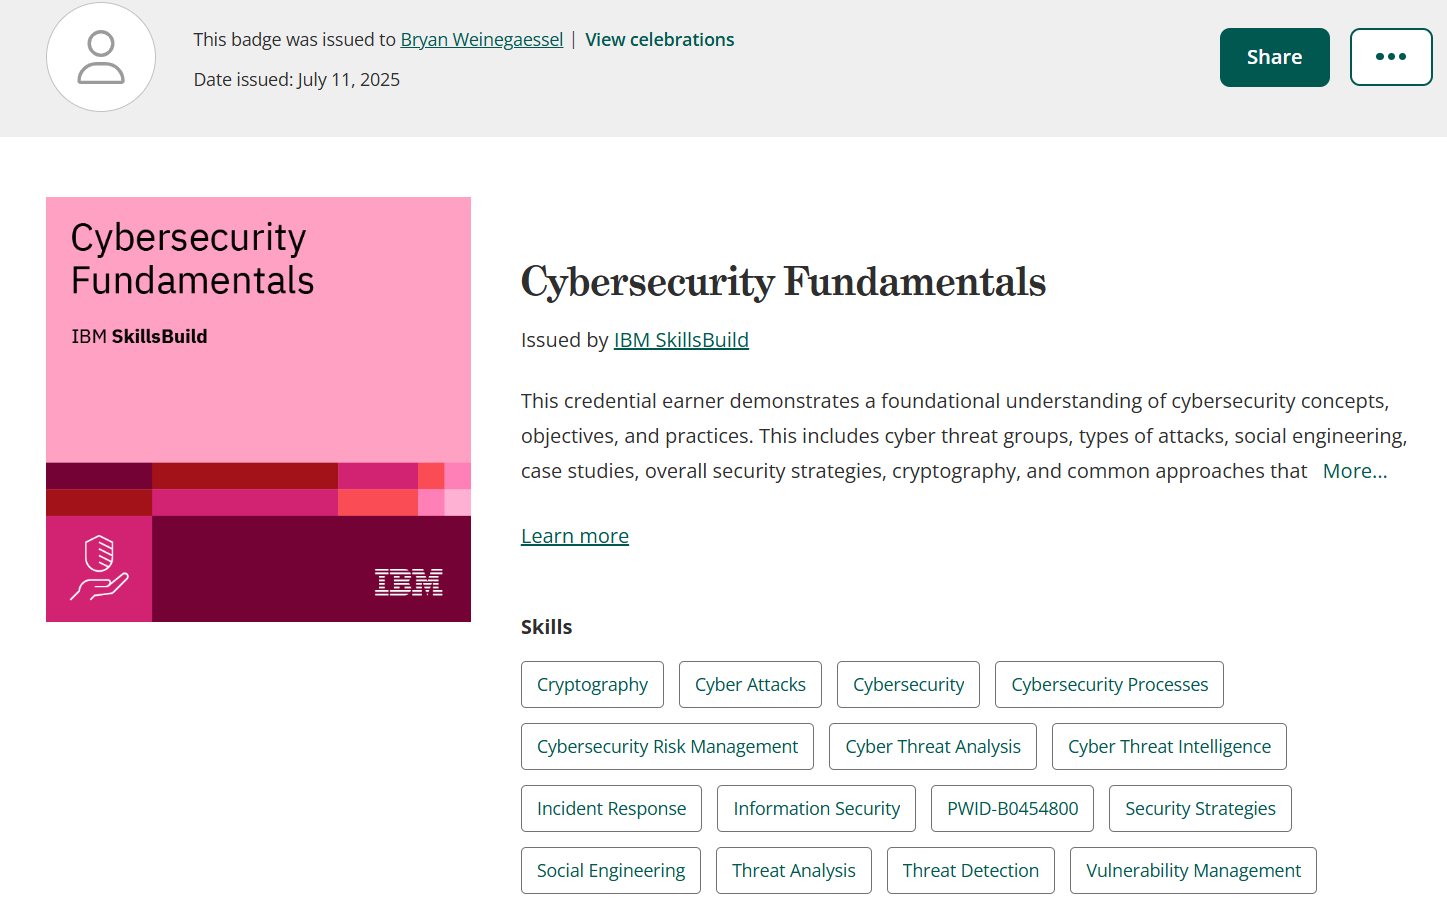 This badge was issued to Bryan Weinegaessel | View celebrations
Date issued: July 11, 2025
Share
Cybersecurity
Fundamentals
IBM SkillsBuild
IBM
Cybersecurity Fundamentals
Issued by IBM SkillsBuild
This credential earner demonstrates a foundational understanding of cybersecurity concepts,
objectives, and practices. This includes cyber threat groups, types of attacks, social engineering,
case studies, overall security strategies, cryptography, and common approaches that More...
Learn more
Skills
Cryptography Cyber Attacks Cybersecurity Cybersecurity Processes
Cybersecurity Risk Management Cyber Threat Analysis Cyber Threat Intelligence
Incident Response Information Security PWID-B0454800 Security Strategies
Social Engineering Threat Analysis Threat Detection Vulnerability Management